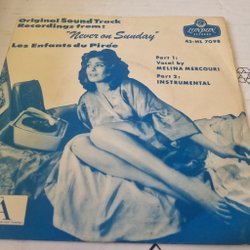 Original Sound Track
Recordings from:
"Never on Sunday"
Les Enfants du Pirée
LONDON
45-HL 7098
Part 1:
Vocal by
MELINA MERCOURI
Part 2:
INSTRUMENTAL
A